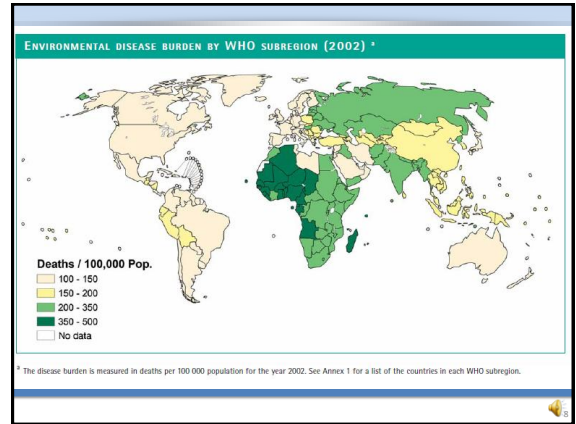 ENVIRONMENTAL DISEASE BURDEN BY WHO SUBREGION (2002) ᵃ
Deaths / 100,000 Pop.
100 - 150
150 - 200
200 - 350
350 - 500
No data
ᵃ The disease burden is measured in deaths per 100 000 population for the year 2002. See Annex 1 for a list of the countries in each WHO subregion.